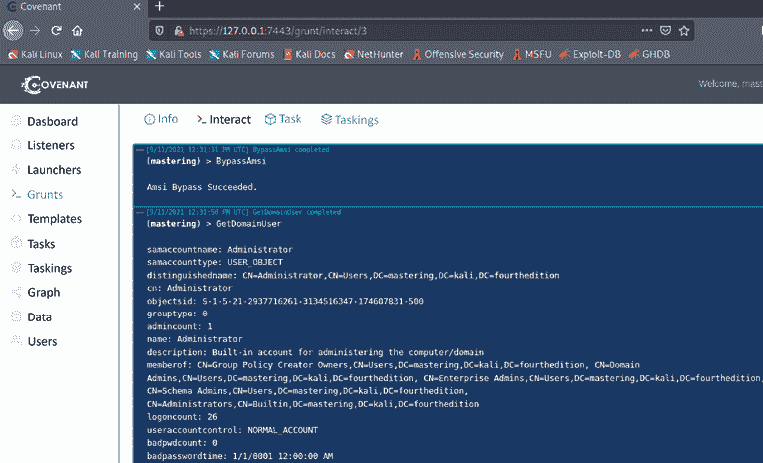 Covenant
https://127.0.0.1:7443/grunt/interact/3
Kali Linux Kali Training Kali Tools Kali Forums Kali Docs NetHunter Offensive Security MSFU Exploit-DB GHDB
COVENANT
Welcome, mast
Dasboard
Listeners
Launchers
Grunts
Templates
Tasks
Taskings
Graph
Data
Users
Info Interact Task Taskings
[9/11/2021 12:31:31 PM UTC] BypassAmsi completed
(mastering) > BypassAmsi
Amsi Bypass Succeeded.
[9/11/2021 12:31:50 PM UTC] GetDomainUser completed
(mastering) > GetDomainUser
samaccountname: Administrator
samaccounttype: USER_OBJECT
distinguishedname: CN=Administrator,CN=Users,DC=mastering,DC=kali,DC=fourthedition
cn: Administrator
objectsid: S-1-5-21-2937716261-3134516347-174607831-500
grouptype: 0
admincount: 1
name: Administrator
description: Built-in account for administering the computer/domain
memberof: CN=Group Policy Creator Owners,CN=Users,DC=mastering,DC=kali,DC=fourthedition, CN=Domain
Admins,CN=Users,DC=mastering,DC=kali,DC=fourthedition, CN=Enterprise Admins,CN=Users,DC=mastering,DC=kali,DC=fourthedition,
CN=Schema Admins,CN=Users,DC=mastering,DC=kali,DC=fourthedition,
CN=Administrators,CN=Builtin,DC=mastering,DC=kali,DC=fourthedition
logoncount: 26
useraccountcontrol: NORMAL_ACCOUNT
badpwdcount: 0
badpasswordtime: 1/1/0001 12:00:00 AM